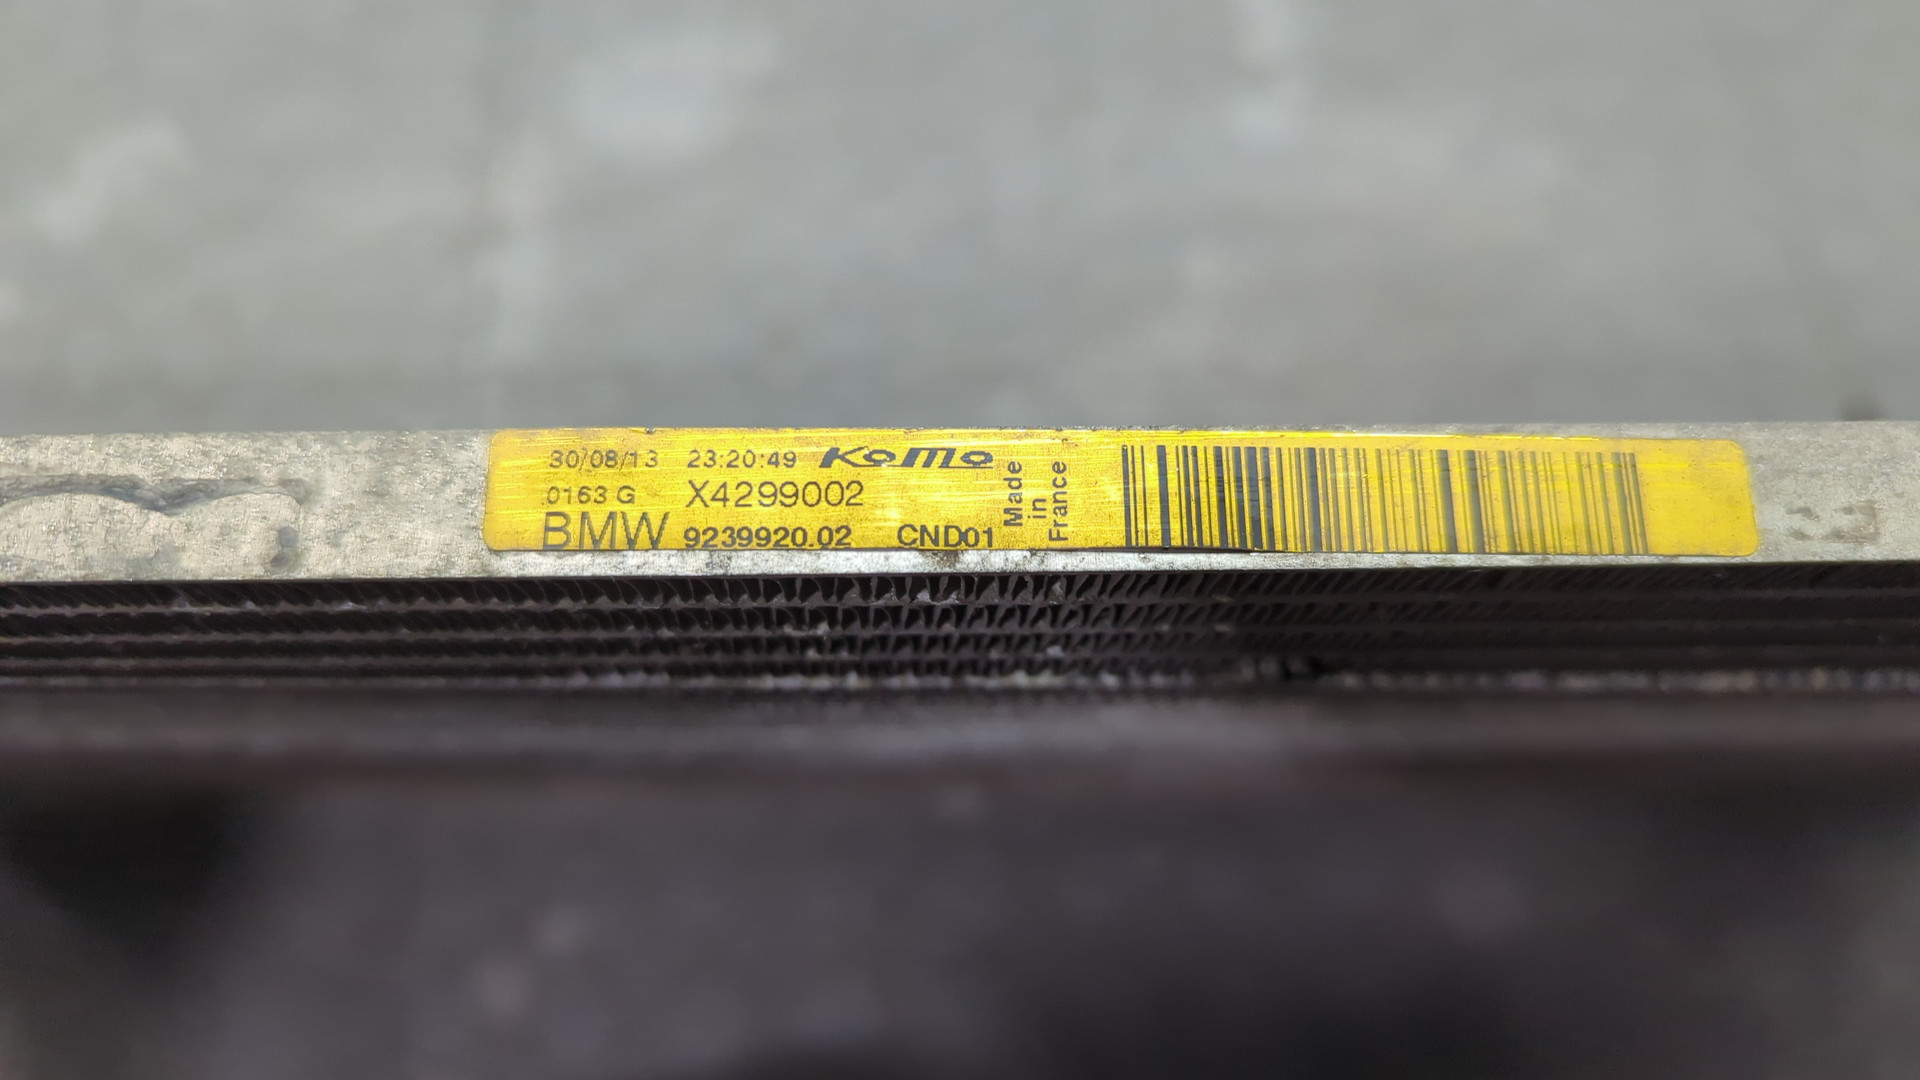 30/08/13 23:20:49 KoMo
0163 G X4299002
BMW 9239920.02 CND01
Made
in
France